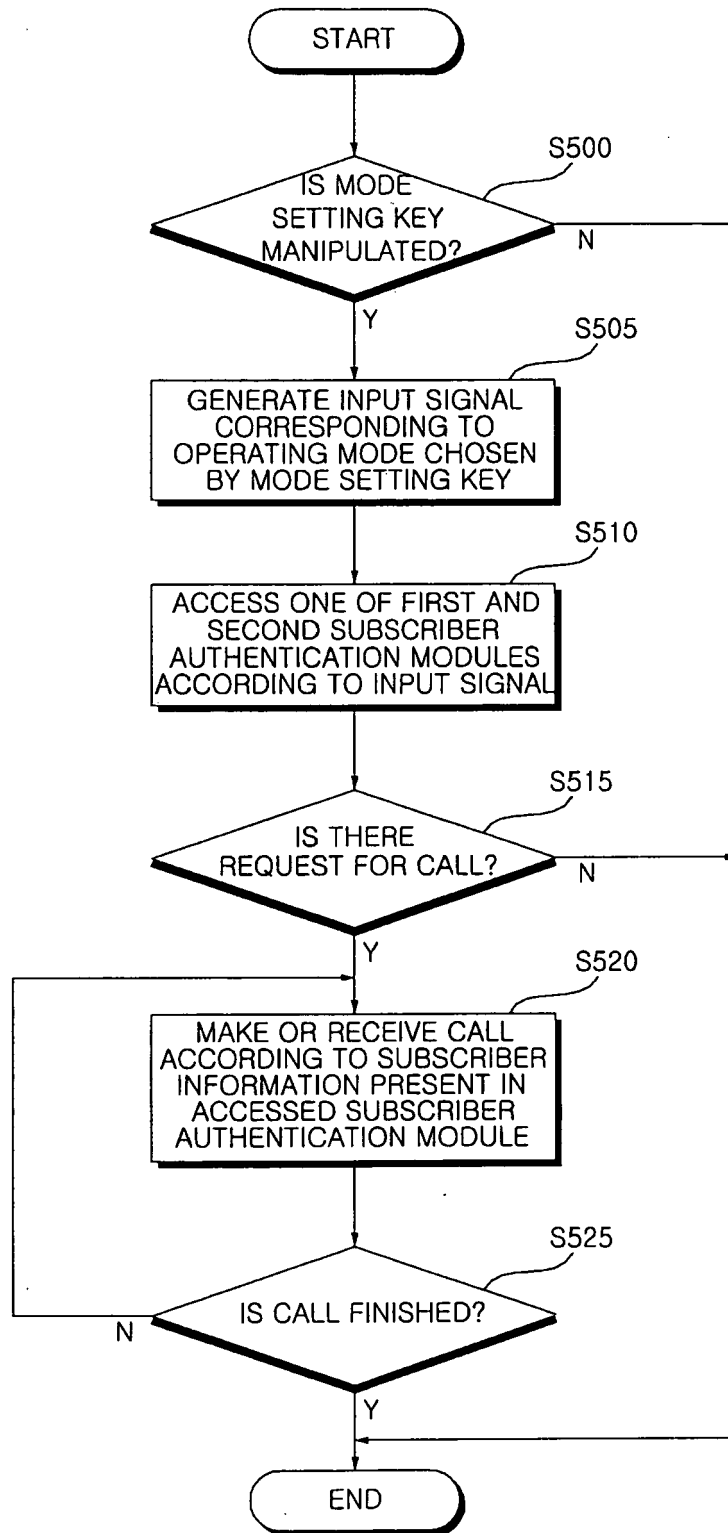 START
S500
IS MODE
SETTING KEY
MANIPULATED?
N
Y
S505
GENERATE INPUT SIGNAL
CORRESPONDING TO
OPERATING MODE CHOSEN
BY MODE SETTING KEY
S510
ACCESS ONE OF FIRST AND
SECOND SUBSCRIBER
AUTHENTICATION MODULES
ACCORDING TO INPUT SIGNAL
S515
IS THERE
REQUEST FOR CALL?
N
Y
S520
MAKE OR RECEIVE CALL
ACCORDING TO SUBSCRIBER
INFORMATION PRESENT IN
ACCESSED SUBSCRIBER
AUTHENTICATION MODULE
S525
IS CALL FINISHED?
N
Y
END